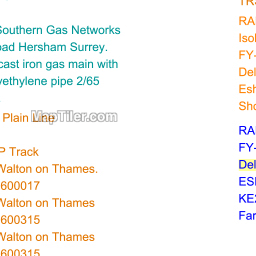 Southern Gas Networks
oad Hersham Surrey.
cast iron gas main with
yethylene pipe 2/65
Plain Line
MapTiler.com
P Track
Walton on Thames.
600017
Walton on Thames
600315
Walton on Thames
600315
RA
Isol
FY-
Del
Esh
Sho
RAI
FY-
Del
ESI
KE
Far